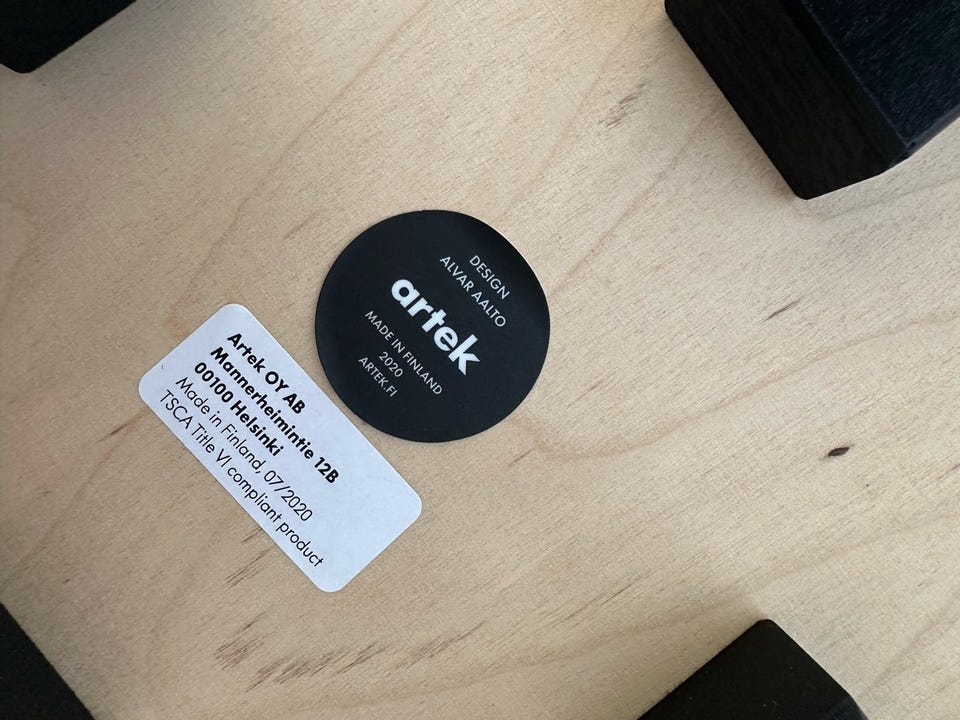 DESIGN
ALVAR AALTO
artek
MADE IN FINLAND
2020
ARTEK.FI
Artek OY AB
Mannerheimintie 12B
00100 Helsinki
Made in Finland, 07/2020
TSCA Title VI compliant product